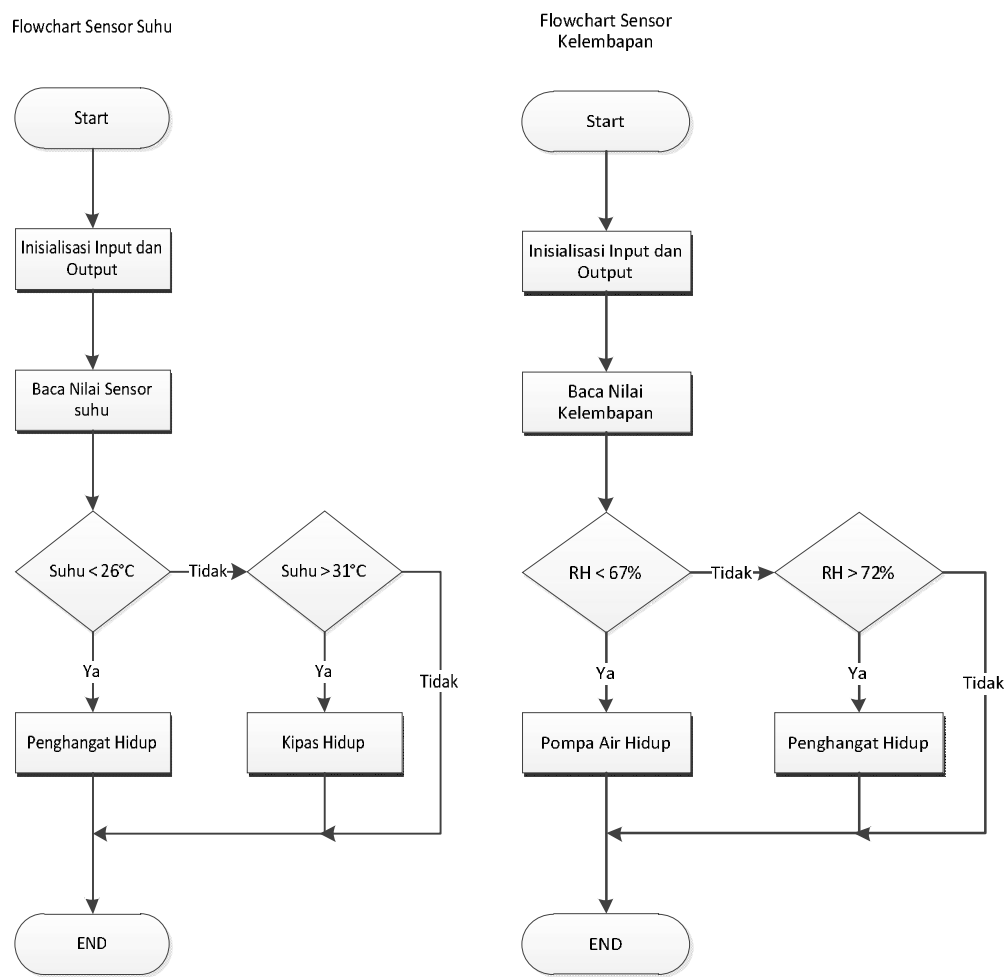 Flowchart Sensor Suhu
Start
Inisialisasi Input dan
Output
Baca Nilai Sensor
suhu
Suhu < 26°C
Tidak
Suhu > 31°C
Ya
Ya
Tidak
Penghangat Hidup
Kipas Hidup
END
Flowchart Sensor
Kelembapan
Start
Inisialisasi Input dan
Output
Baca Nilai
Kelembapan
RH < 67%
Tidak
RH > 72%
Ya
Ya
Tidak
Pompa Air Hidup
Penghangat Hidup
END